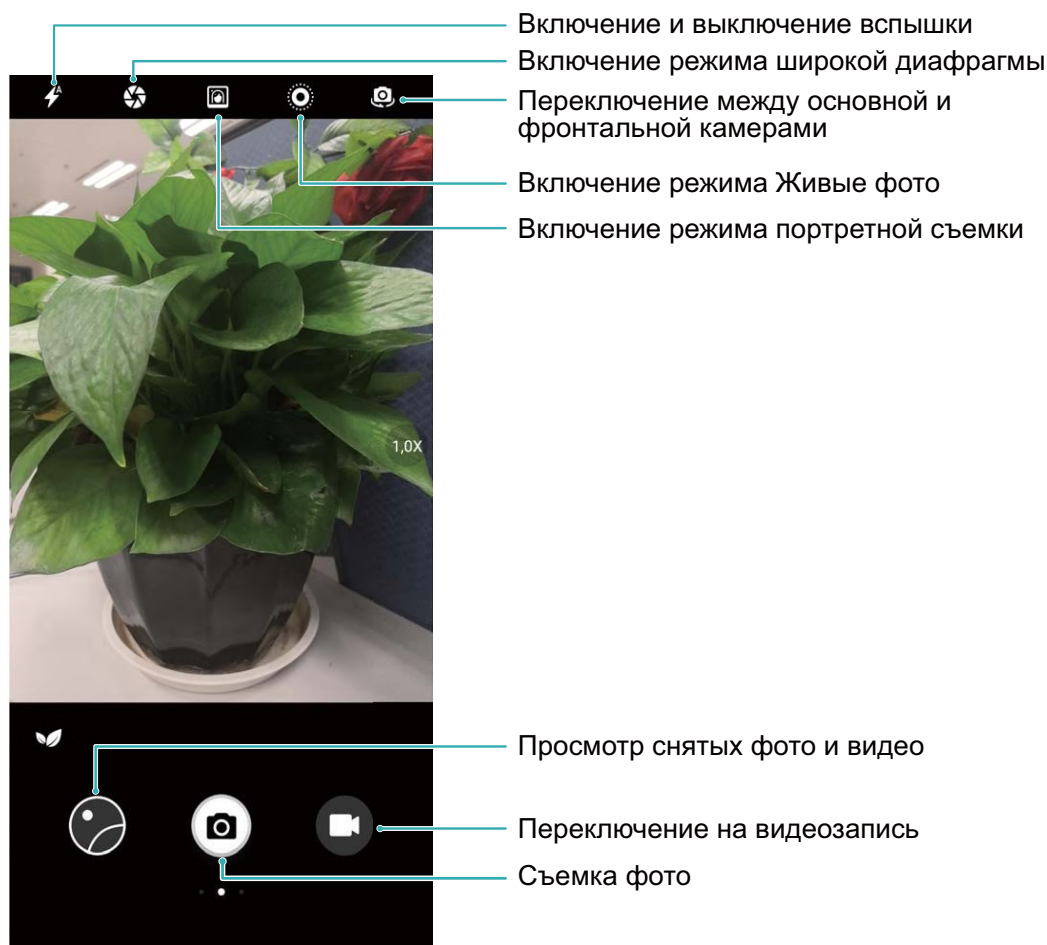 Включение и выключение вспышки
Включение режима широкой диафрагмы
Переключение между основной и
фронтальной камерами
Включение режима Живые фото
Включение режима портретной съемки
1,0X
Просмотр снятых фото и видео
Переключение на видеозапись
Съемка фото